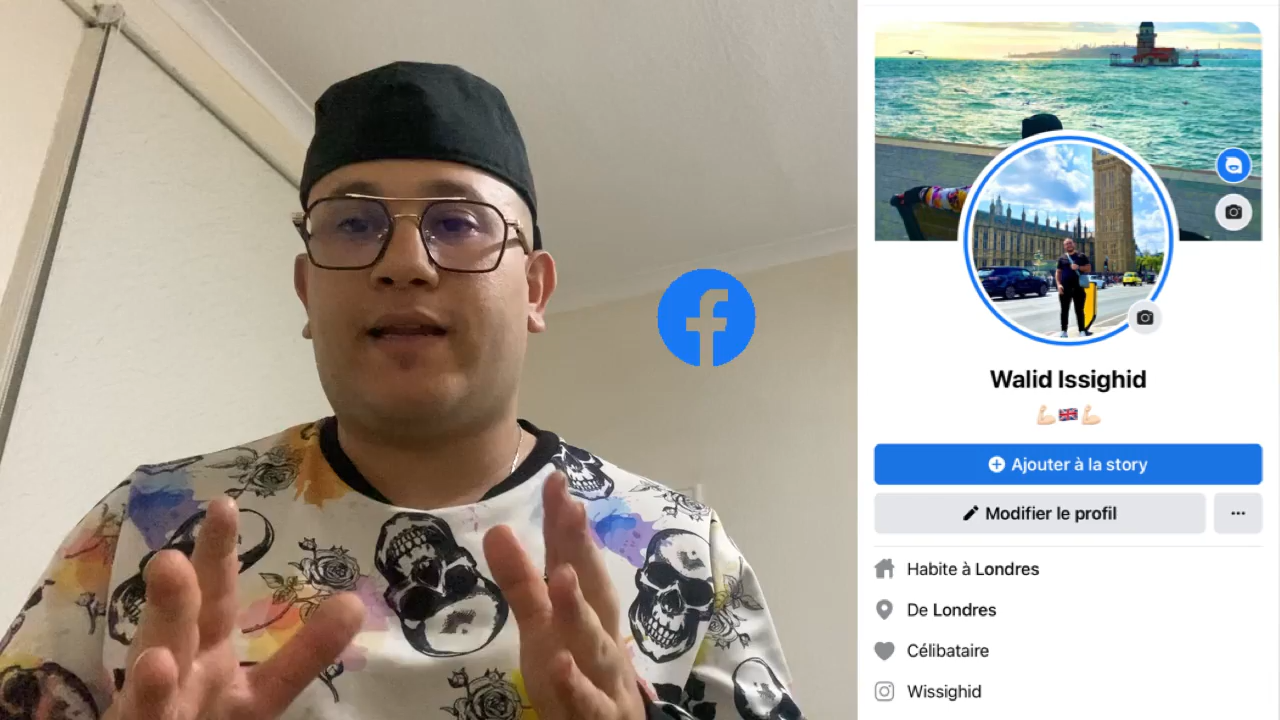 Walid Issighid
💪🏻🇬🇧💪🏻
Ajouter à la story
Modifier le profil
Habite à Londres
De Londres
Célibataire
Wissighid